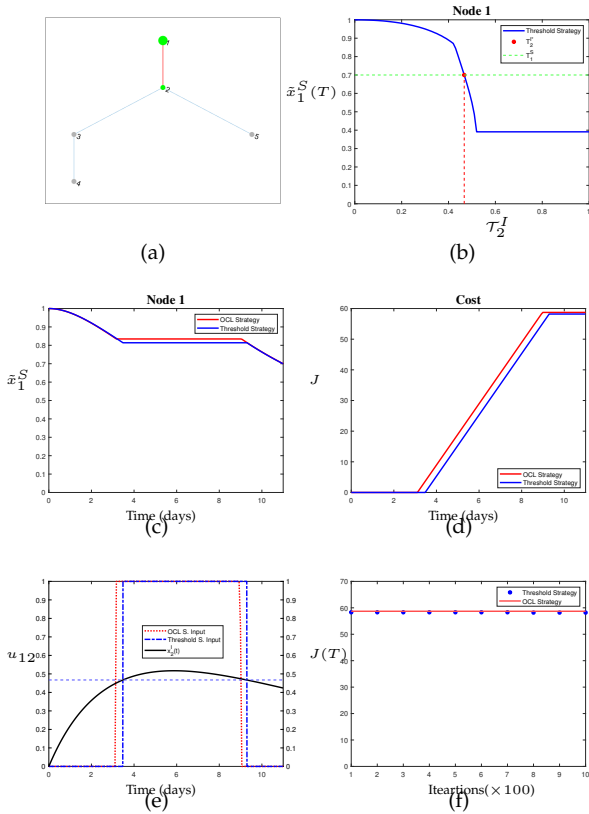 1
2
3
4
5
(a)
Node 1
1
0.9
0.8
0.7
0.6
0.5
0.4
0.3
0.2
0.1
0
x̃₁ˢ(T)
Threshold Strategy
T₂ᴵ*
T₁ˢ
0 0.2 0.4 0.6 0.8 1
𝒯₂ᴵ
(b)
Node 1
1
0.9
0.8
0.7
0.6
0.5
0.4
0.3
0.2
0.1
0
x̃₁ˢ
OCL Strategy
Threshold Strategy
0 2 4 6 8 10
Time (days)
(c)
Cost
60
50
40
30
20
10
0
J
OCL Strategy
Threshold Strategy
0 2 4 6 8 10
Time (days)
(d)
1
0.9
0.8
0.7
0.6
0.5
0.4
0.3
0.2
0.1
0
u₁₂
OCL S. Input
Threshold S. Input
x₂ᴵ(t)
1
0.9
0.8
0.7
0.6
0.5
0.4
0.3
0.2
0.1
0
0 2 4 6 8 10
Time (days)
(e)
70
60
50
40
30
20
10
0
J(T)
Threshold Strategy
OCL Strategy
1 2 3 4 5 6 7 8 9 10
Iteartions(×100)
(f)